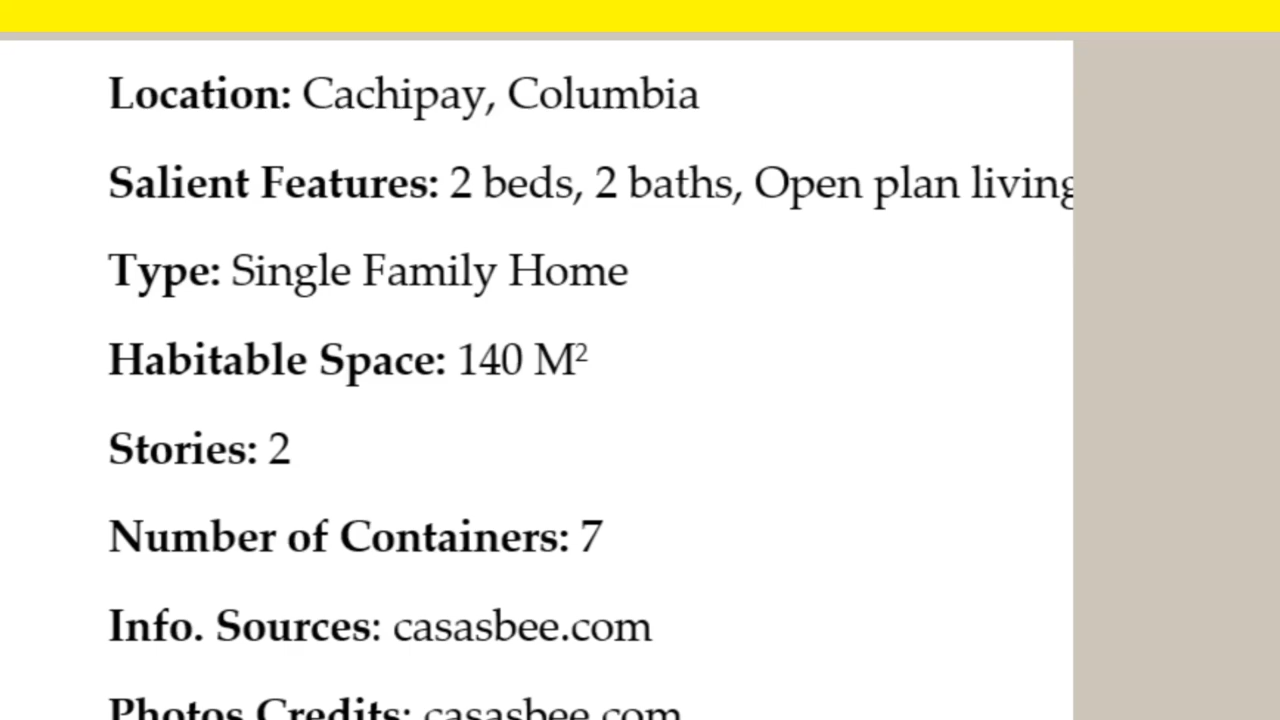 Location: Cachipay, Columbia
Salient Features: 2 beds, 2 baths, Open plan living
Type: Single Family Home
Habitable Space: 140 M²
Stories: 2
Number of Containers: 7
Info. Sources: casasbee.com
Photos Credits: casasbee.com